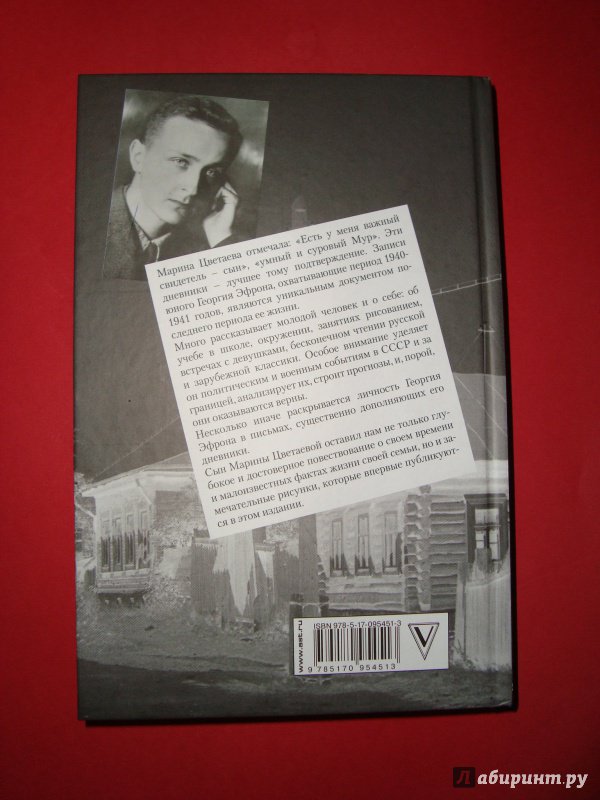 Марина Цветаева отмечала: «Есть у меня важный
свидетель – сын», «умный и суровый Мур». Эти
дневники – лучшее тому подтверждение. Записи
юного Георгия Эфрона, охватывающие период 1940-
1941 годов, являются уникальным документом по-
следнего периода ее жизни.
Много рассказывает молодой человек и о себе: об
учебе в школе, окружении, занятиях рисованием,
встречах с девушками, бесконечном чтении русской
и зарубежной классики. Особое внимание уделяет
он политическим и военным событиям в СССР и за
границей, анализирует их, строит прогнозы, и, порой,
они оказываются верны.
Несколько иначе раскрывается личность Георгия
Эфрона в письмах, существенно дополняющих его
дневники.
Сын Марины Цветаевой оставил нам не только глу-
бокое и достоверное повествование о своем времени
и малоизвестных фактах жизни своей семьи, но и за-
мечательные рисунки, которые впервые публикуют-
ся в этом издании.
www.ast.ru
ISBN 978-5-17-095451-3
9 785170 954513
V
Л абиринт.ру